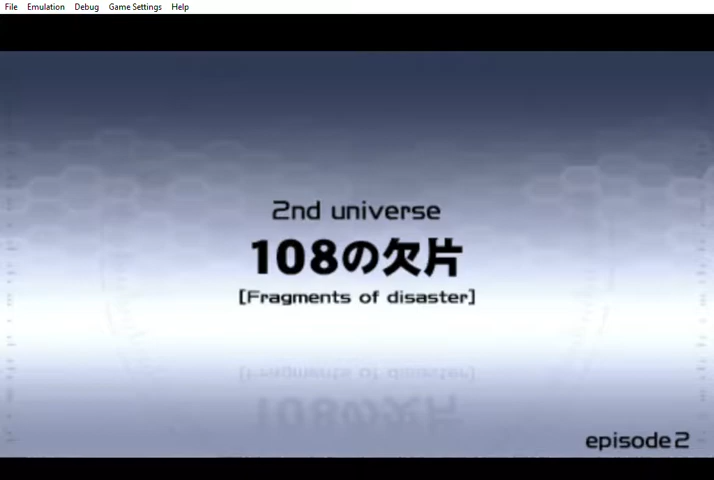 File Emulation Debug Game Settings Help
2nd universe
108の欠片
[Fragments of disaster]
episode2